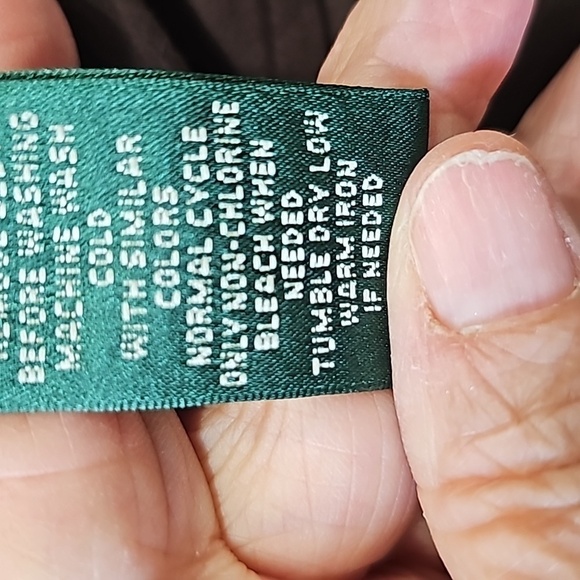 BEFORE WASHING
MACHINE WASH
COLD
WITH SIMILAR
COLORS
NORMAL CYCLE
ONLY NON-CHLORINE
BLEACH WHEN
NEEDED
TUMBLE DRY LOW
WARM IRON
IF NEEDED